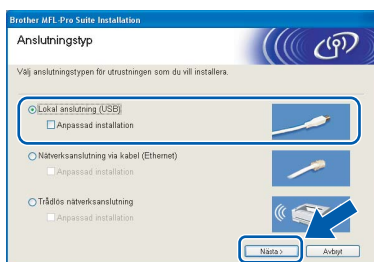 Brother MFL-Pro Suite Installation
Anslutningstyp
Välj anslutningstypen för utrustningen som du vill installera.
Lokal anslutning (USB)
Anpassad installation
Nätverksanslutning via kabel (Ethernet)
Anpassad installation
Trådlös nätverksanslutning
Anpassad installation
Nästa >
Avbryt